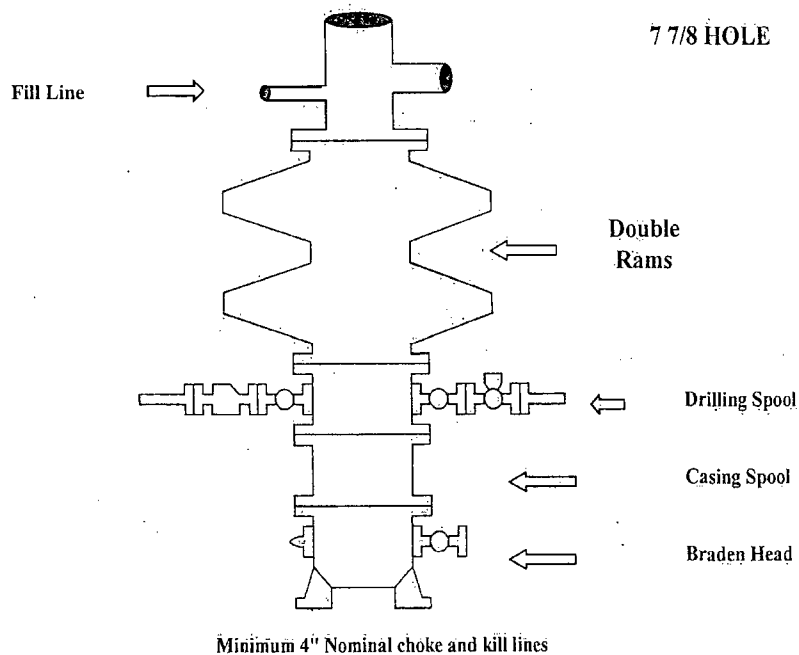 7 7/8 HOLE
Fill Line
Double
Rams
Drilling Spool
Casing Spool
Braden Head
Minimum 4" Nominal choke and kill lines